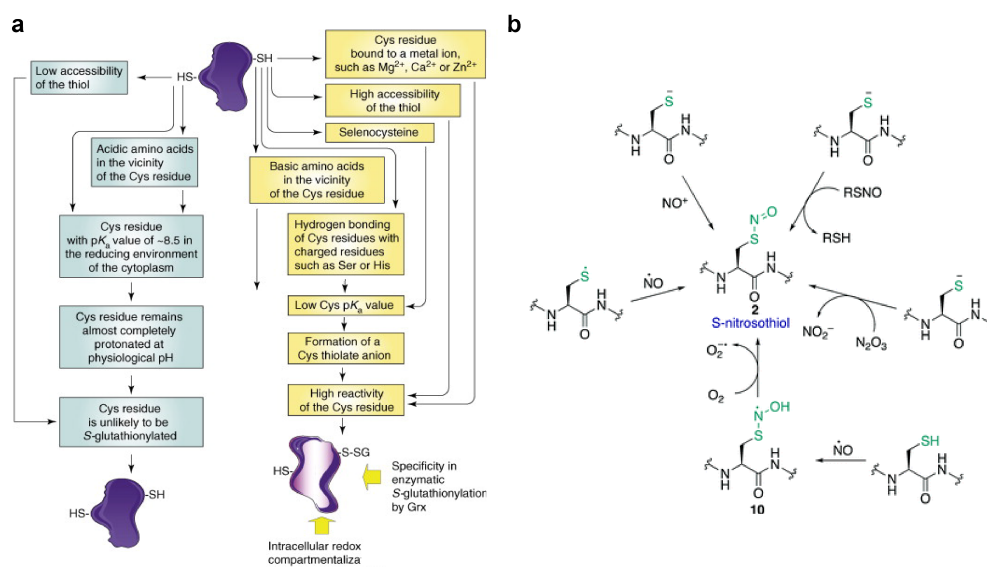 a
b
-SH
HS-
Low accessibility
of the thiol
Acidic amino acids
in the vicinity
of the Cys residue
Cys residue
with pKa value of ~8.5 in
the reducing environment
of the cytoplasm
Cys residue remains
almost completely
protonated at
physiological pH
Cys residue
is unlikely to be
S-glutathionylated
-SH
HS-
Cys residue
bound to a metal ion,
such as Mg²⁺, Ca²⁺ or Zn²⁺
High accessibility
of the thiol
Selenocysteine
Basic amino acids
in the vicinity
of the Cys residue
Hydrogen bonding
of Cys residues with
charged residues
such as Ser or His
Low Cys pKa value
Formation of a
Cys thiolate anion
High reactivity
of the Cys residue
-S-SG
HS-
Specificity in
enzymatic
S-glutathionylation
by Grx
Intracellular redox
compartmentaliza
S⁻
N
H
O
H
N
S⁻
N
H
O
H
N
NO⁺
RSNO
RSH
N=O
S
N
H
O
H
N
2
S-nitrosothiol
Ṡ
N
H
O
H
N
ṄO
S⁻
N
H
O
H
N
NO₂⁻
N₂O₃
O₂⁻•
O₂
Ṅ-OH
S
N
H
O
H
N
10
ṄO
SH
N
H
O
H
N